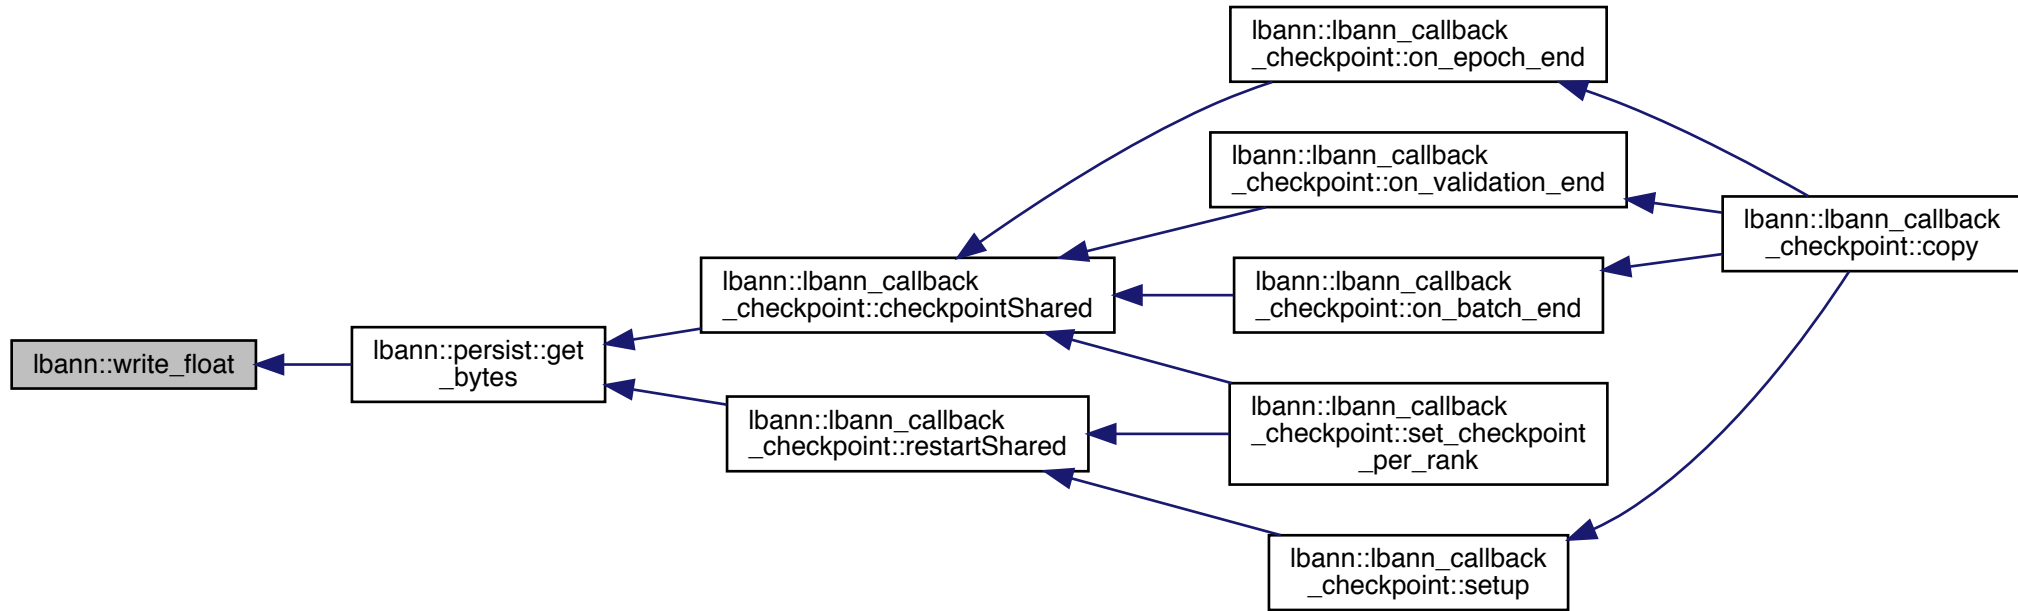 lbann::write_float
lbann::persist::get
_bytes
lbann::lbann_callback
_checkpoint::checkpointShared
lbann::lbann_callback
_checkpoint::restartShared
lbann::lbann_callback
_checkpoint::on_epoch_end
lbann::lbann_callback
_checkpoint::on_validation_end
lbann::lbann_callback
_checkpoint::on_batch_end
lbann::lbann_callback
_checkpoint::set_checkpoint
_per_rank
lbann::lbann_callback
_checkpoint::setup
lbann::lbann_callback
_checkpoint::copy